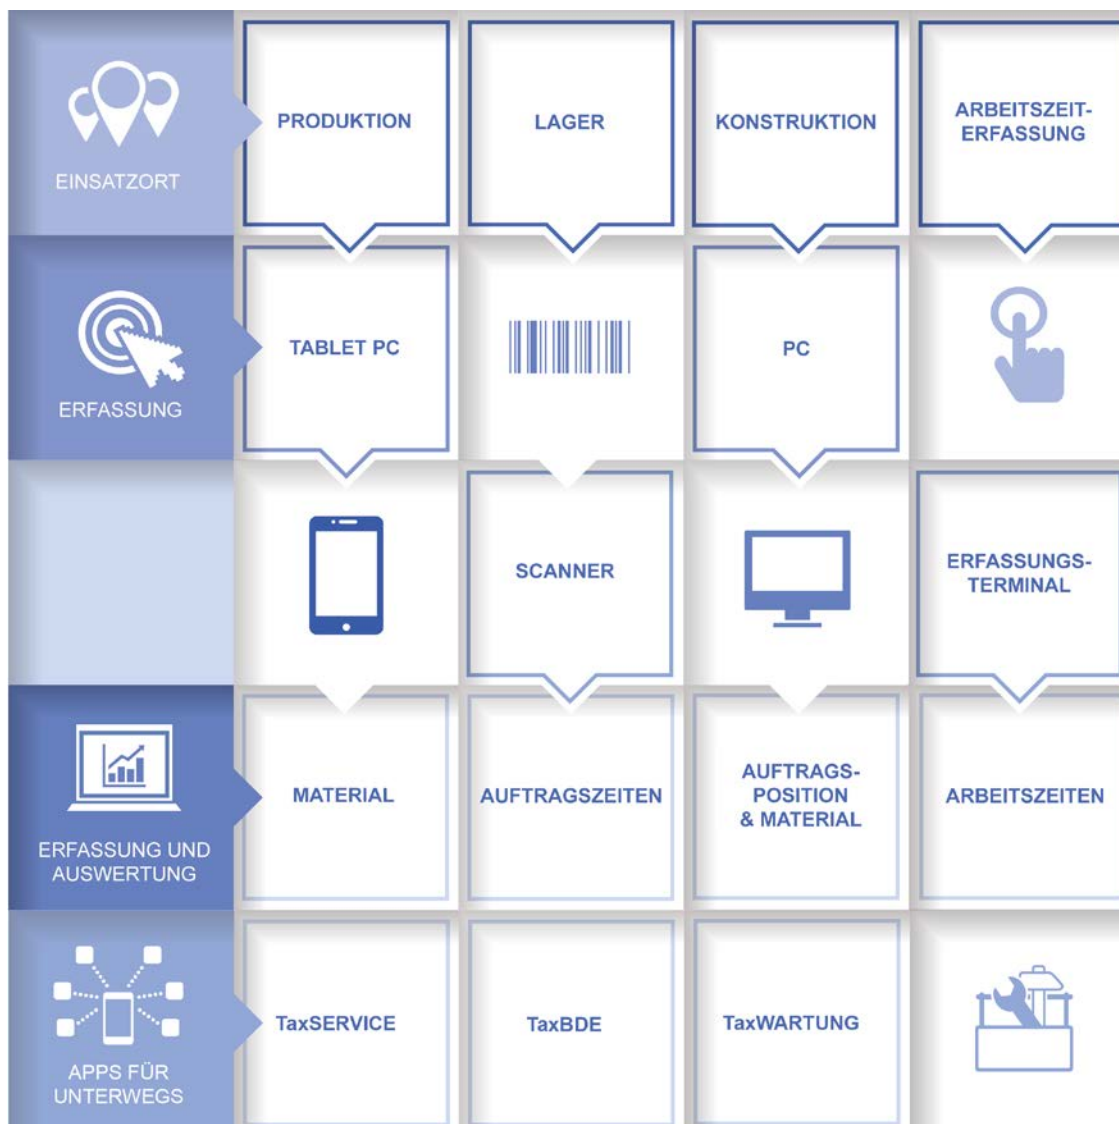 EINSATZORT
PRODUKTION
LAGER
KONSTRUKTION
ARBEITSZEIT-
ERFASSUNG
ERFASSUNG
TABLET PC
PC
SCANNER
ERFASSUNGS-
TERMINAL
ERFASSUNG UND
AUSWERTUNG
MATERIAL
AUFTRAGSZEITEN
AUFTRAGS-
POSITION
& MATERIAL
ARBEITSZEITEN
APPS FÜR
UNTERWEGS
TaxSERVICE
TaxBDE
TaxWARTUNG